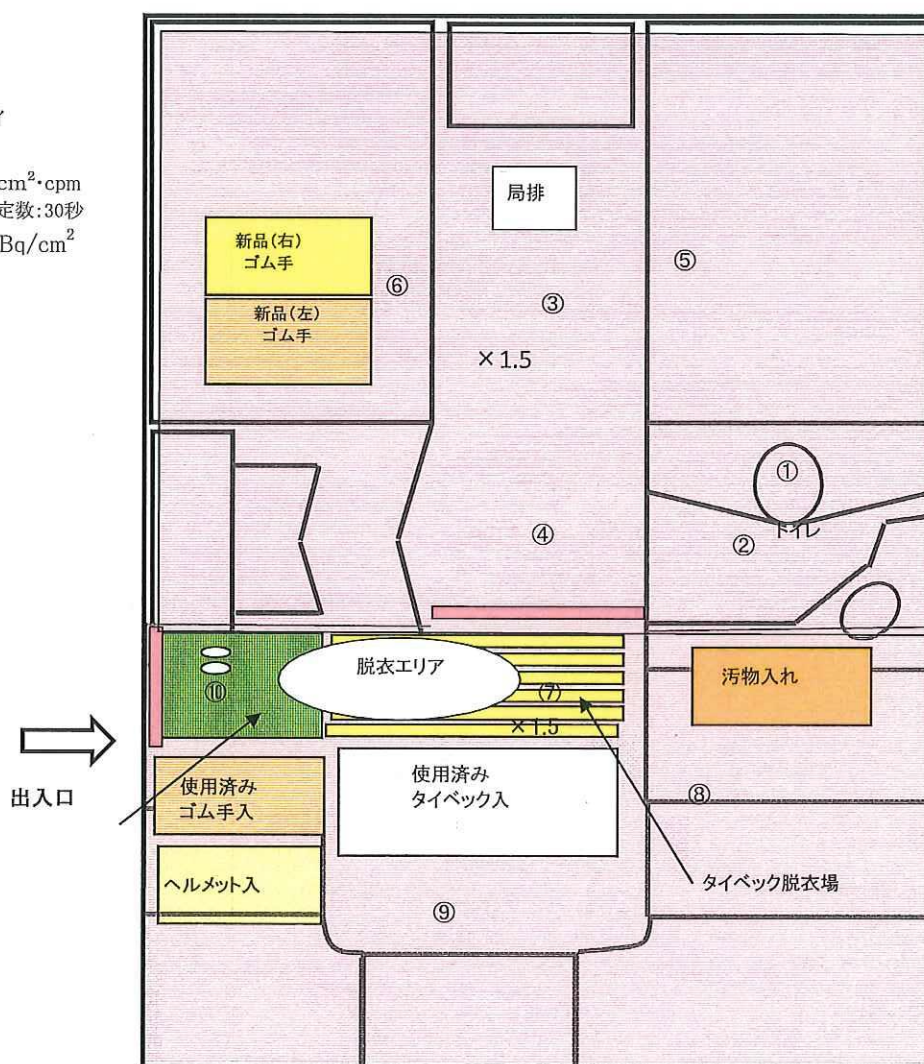 cm²・cpm
定数:30秒
Bq/cm²
局排
新品(右)
ゴム手
⑥
⑤
③
新品(左)
ゴム手
×1.5
①
④
②
トイレ
脱衣エリア
⑦
⑩
汚物入れ
×1.5
出入口
使用済み
ゴム手入
使用済み
タイベック入
⑧
ヘルメット入
タイベック脱衣場
⑨